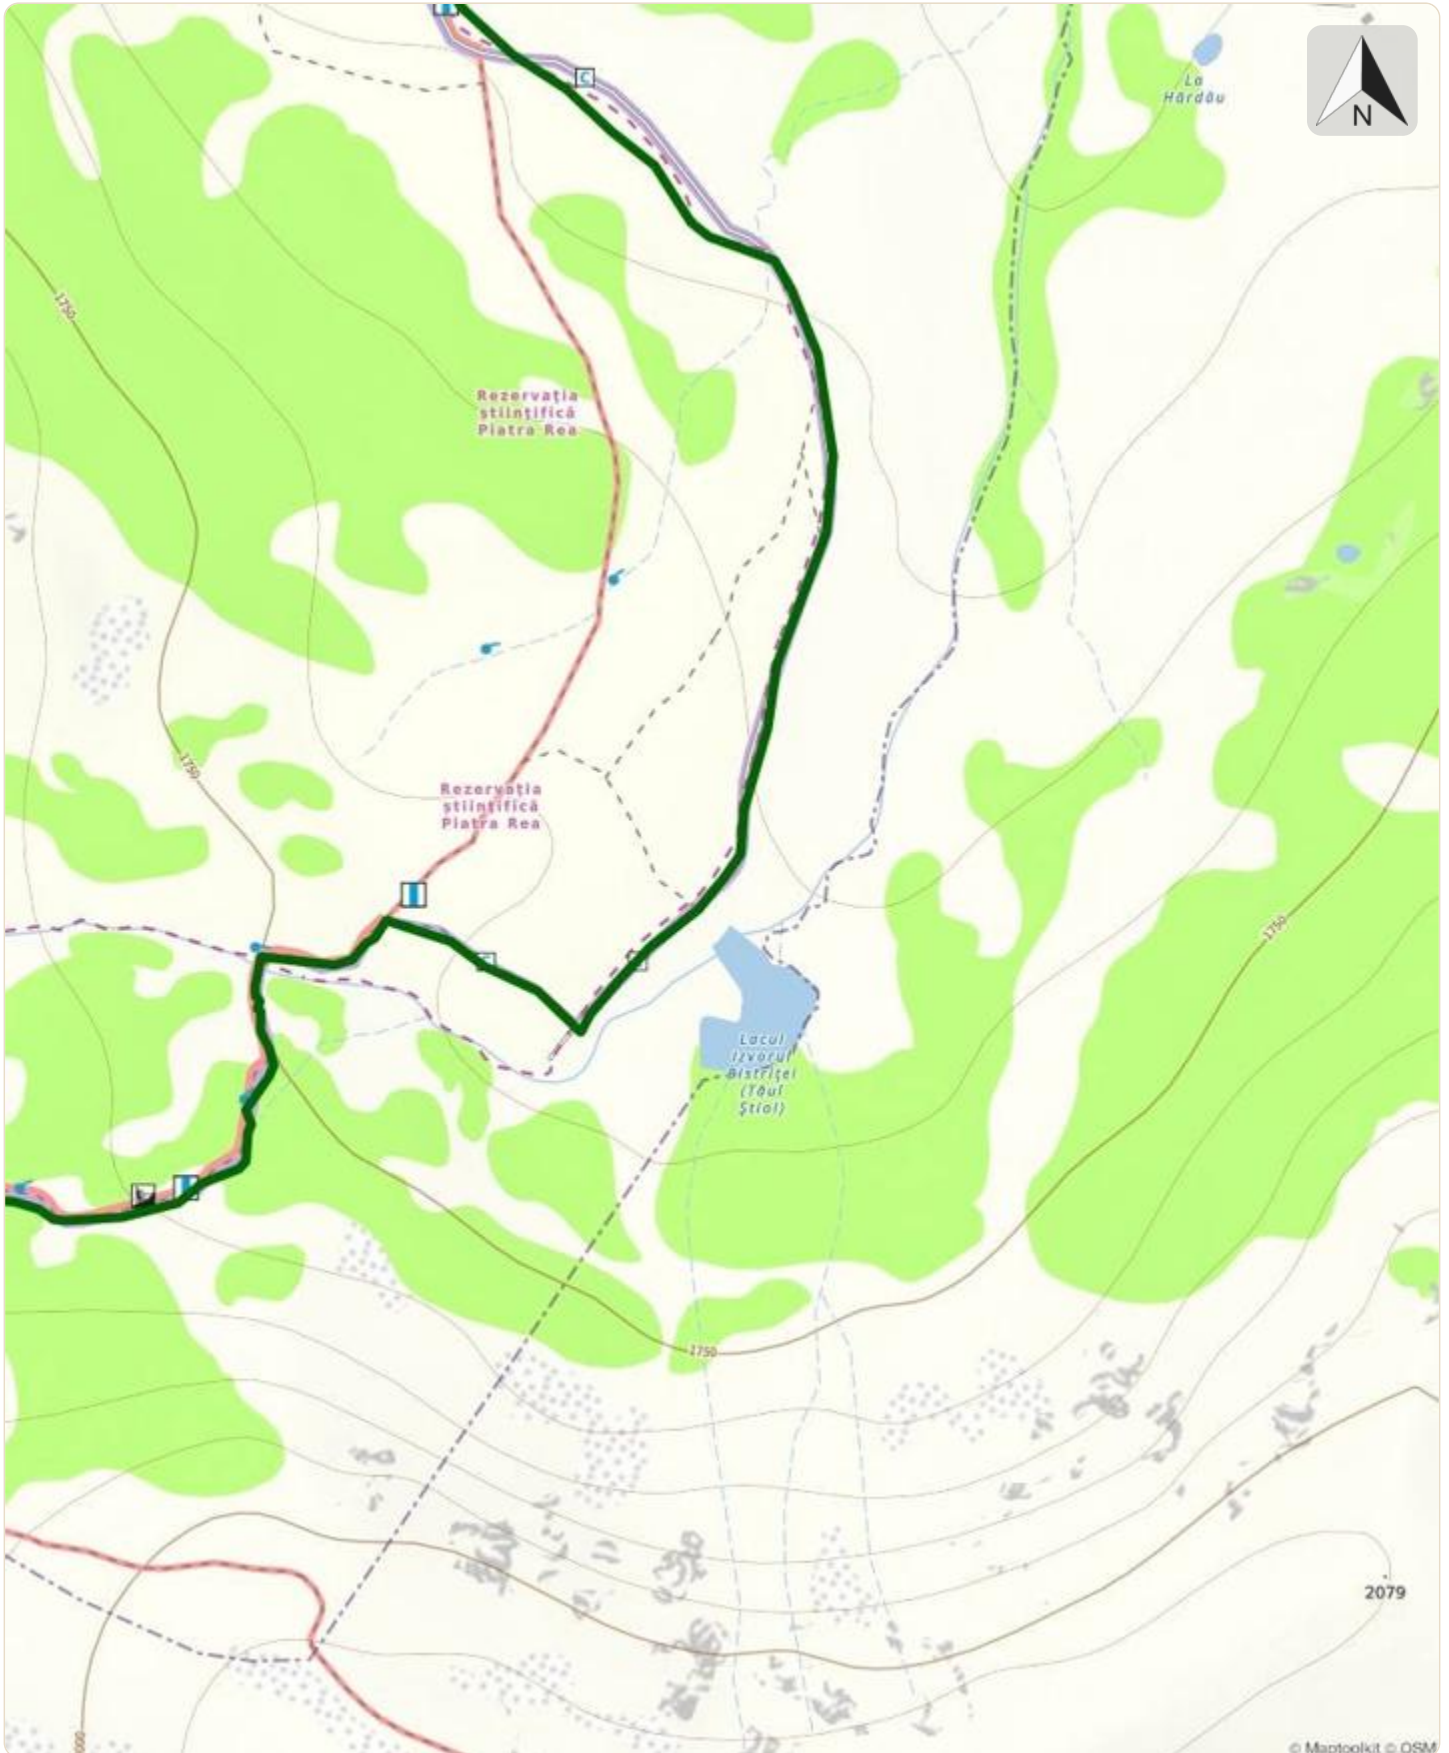 C
La
Hărdău
N
1750
Rezervația
științifică
Piatra Rea
1750
Rezervația
științifică
Piatra Rea
1750
Lacul
Izvorul
Bistriței
(Tăul
Știol)
1750
2079
© Maptoolkit © OSM